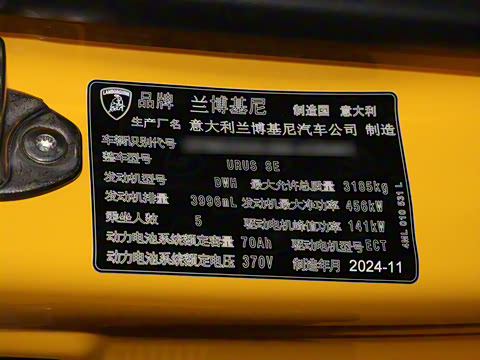 LAMBORGHINI
品牌 兰博基尼 制造国 意大利
生产厂名 意大利兰博基尼汽车公司 制造
车辆识别代号
整车型号 URUS SE
发动机型号 DWH 最大允许总质量 3185kg
发动机排量 3996mL 发动机最大净功率 456kW
乘坐人数 5 驱动电机峰值功率 141kW
动力电池系统额定容量 70Ah 驱动电机型号 ECT
动力电池系统额定电压 370V 制造年月 2024-11
4ML 010 531 L